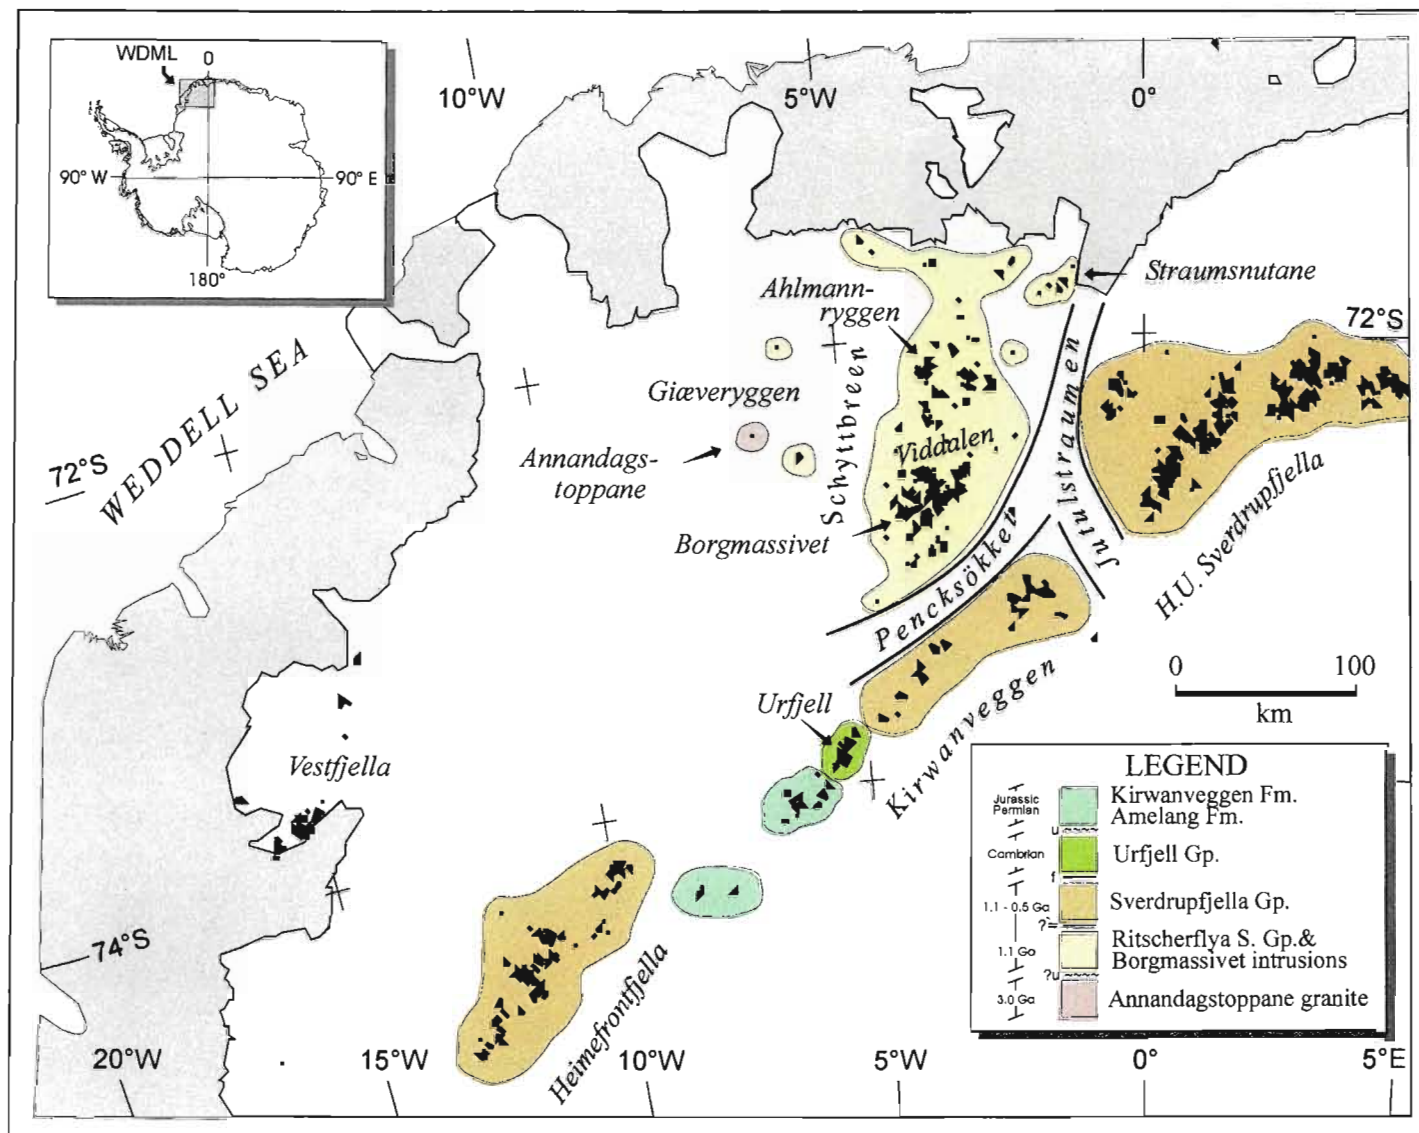 WDML
0
90° W
90° E
180°
10°W
5°W
0°
Straumsnutane
Ahlmann-
ryggen
72°S
WEDDELL SEA
Schyttbreen
Jutulstraumen
Giæveryggen
Annandags-
toppane
Viddalen
72°S
Borgmassivet
H.U. Sverdrupfjella
Pencksökket
0 100
km
Urfjell
Kirwanveggen
Vestfjella
74°S
Heimefrontfjella
20°W
15°W
10°W
5°W
0°
5°E
LEGEND
Jurassic
Permian
Kirwanveggen Fm.
Amelang Fm.
u
Cambrian
Urfjell Gp.
f
1.1 - 0.5 Ga
Sverdrupfjella Gp.
?=
1.1 Ga
Ritscherflya S. Gp.&
Borgmassivet intrusions
?u
3.0 Ga
Annandagstoppane granite